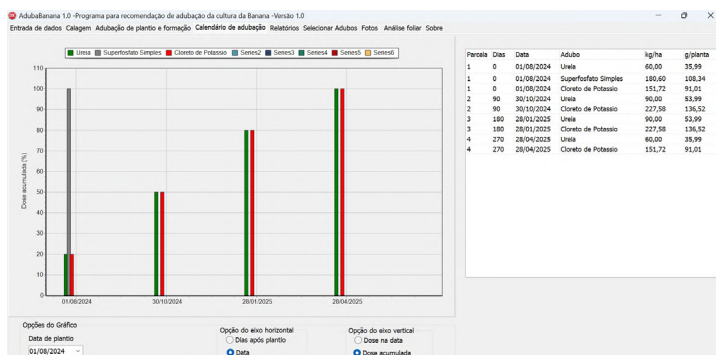 AdubaBanana 1.0 -Programa para recomendação de adubação da cultura da Banana -Versão 1.0
Entrada de dados Calagem Adubação de plantio e formação Calendário de adubação Relatórios Selecionar Adubos Fotos Análise foliar Sobre
Ureia Superfosfato Simples Cloreto de Potassio Series2 Series3 Series4 Series5 Series6
110
100
90
80
70
60
50
40
30
20
10
0
Dose acumulada (%)
01/08/2024 30/10/2024 28/01/2025 28/04/2025
Parcela Dias Data Adubo kg/ha g/planta
1 0 01/08/2024 Ureia 60,00 35,99
1 0 01/08/2024 Superfosfato Simples 180,60 108,34
1 0 01/08/2024 Cloreto de Potassio 151,72 91,01
2 90 30/10/2024 Ureia 90,00 53,99
2 90 30/10/2024 Cloreto de Potassio 227,58 136,52
3 180 28/01/2025 Ureia 90,00 53,99
3 180 28/01/2025 Cloreto de Potassio 227,58 136,52
4 270 28/04/2025 Ureia 60,00 35,99
4 270 28/04/2025 Cloreto de Potassio 151,72 91,01
Opções do Gráfico
Data de plantio
01/08/2024
Opção do eixo horizontal
Dias após plantio
Data
Opção do eixo vertical
Dose na data
Dose acumulada